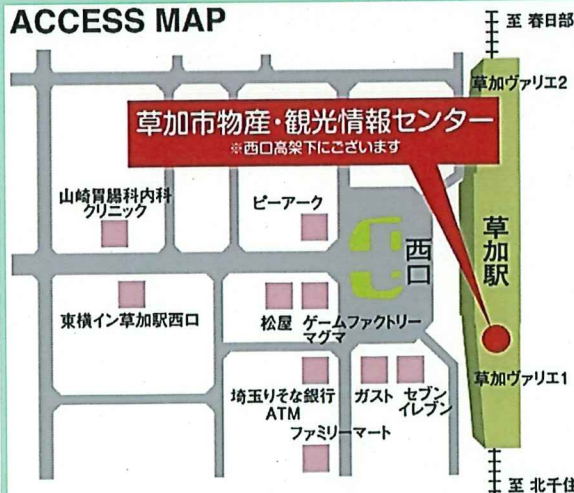 ACCESS MAP
至 春日部
草加ヴァリエ2
草加市物産・観光情報センター
※西口高架下にございます
山崎胃腸科内科
クリニック
ピーアーク
西口
草加駅
東横イン草加駅西口
松屋
ゲームファクトリー
マグマ
草加ヴァリエ1
埼玉りそな銀行
ATM
ガスト
セブン
イレブン
ファミリーマート
至 北千住